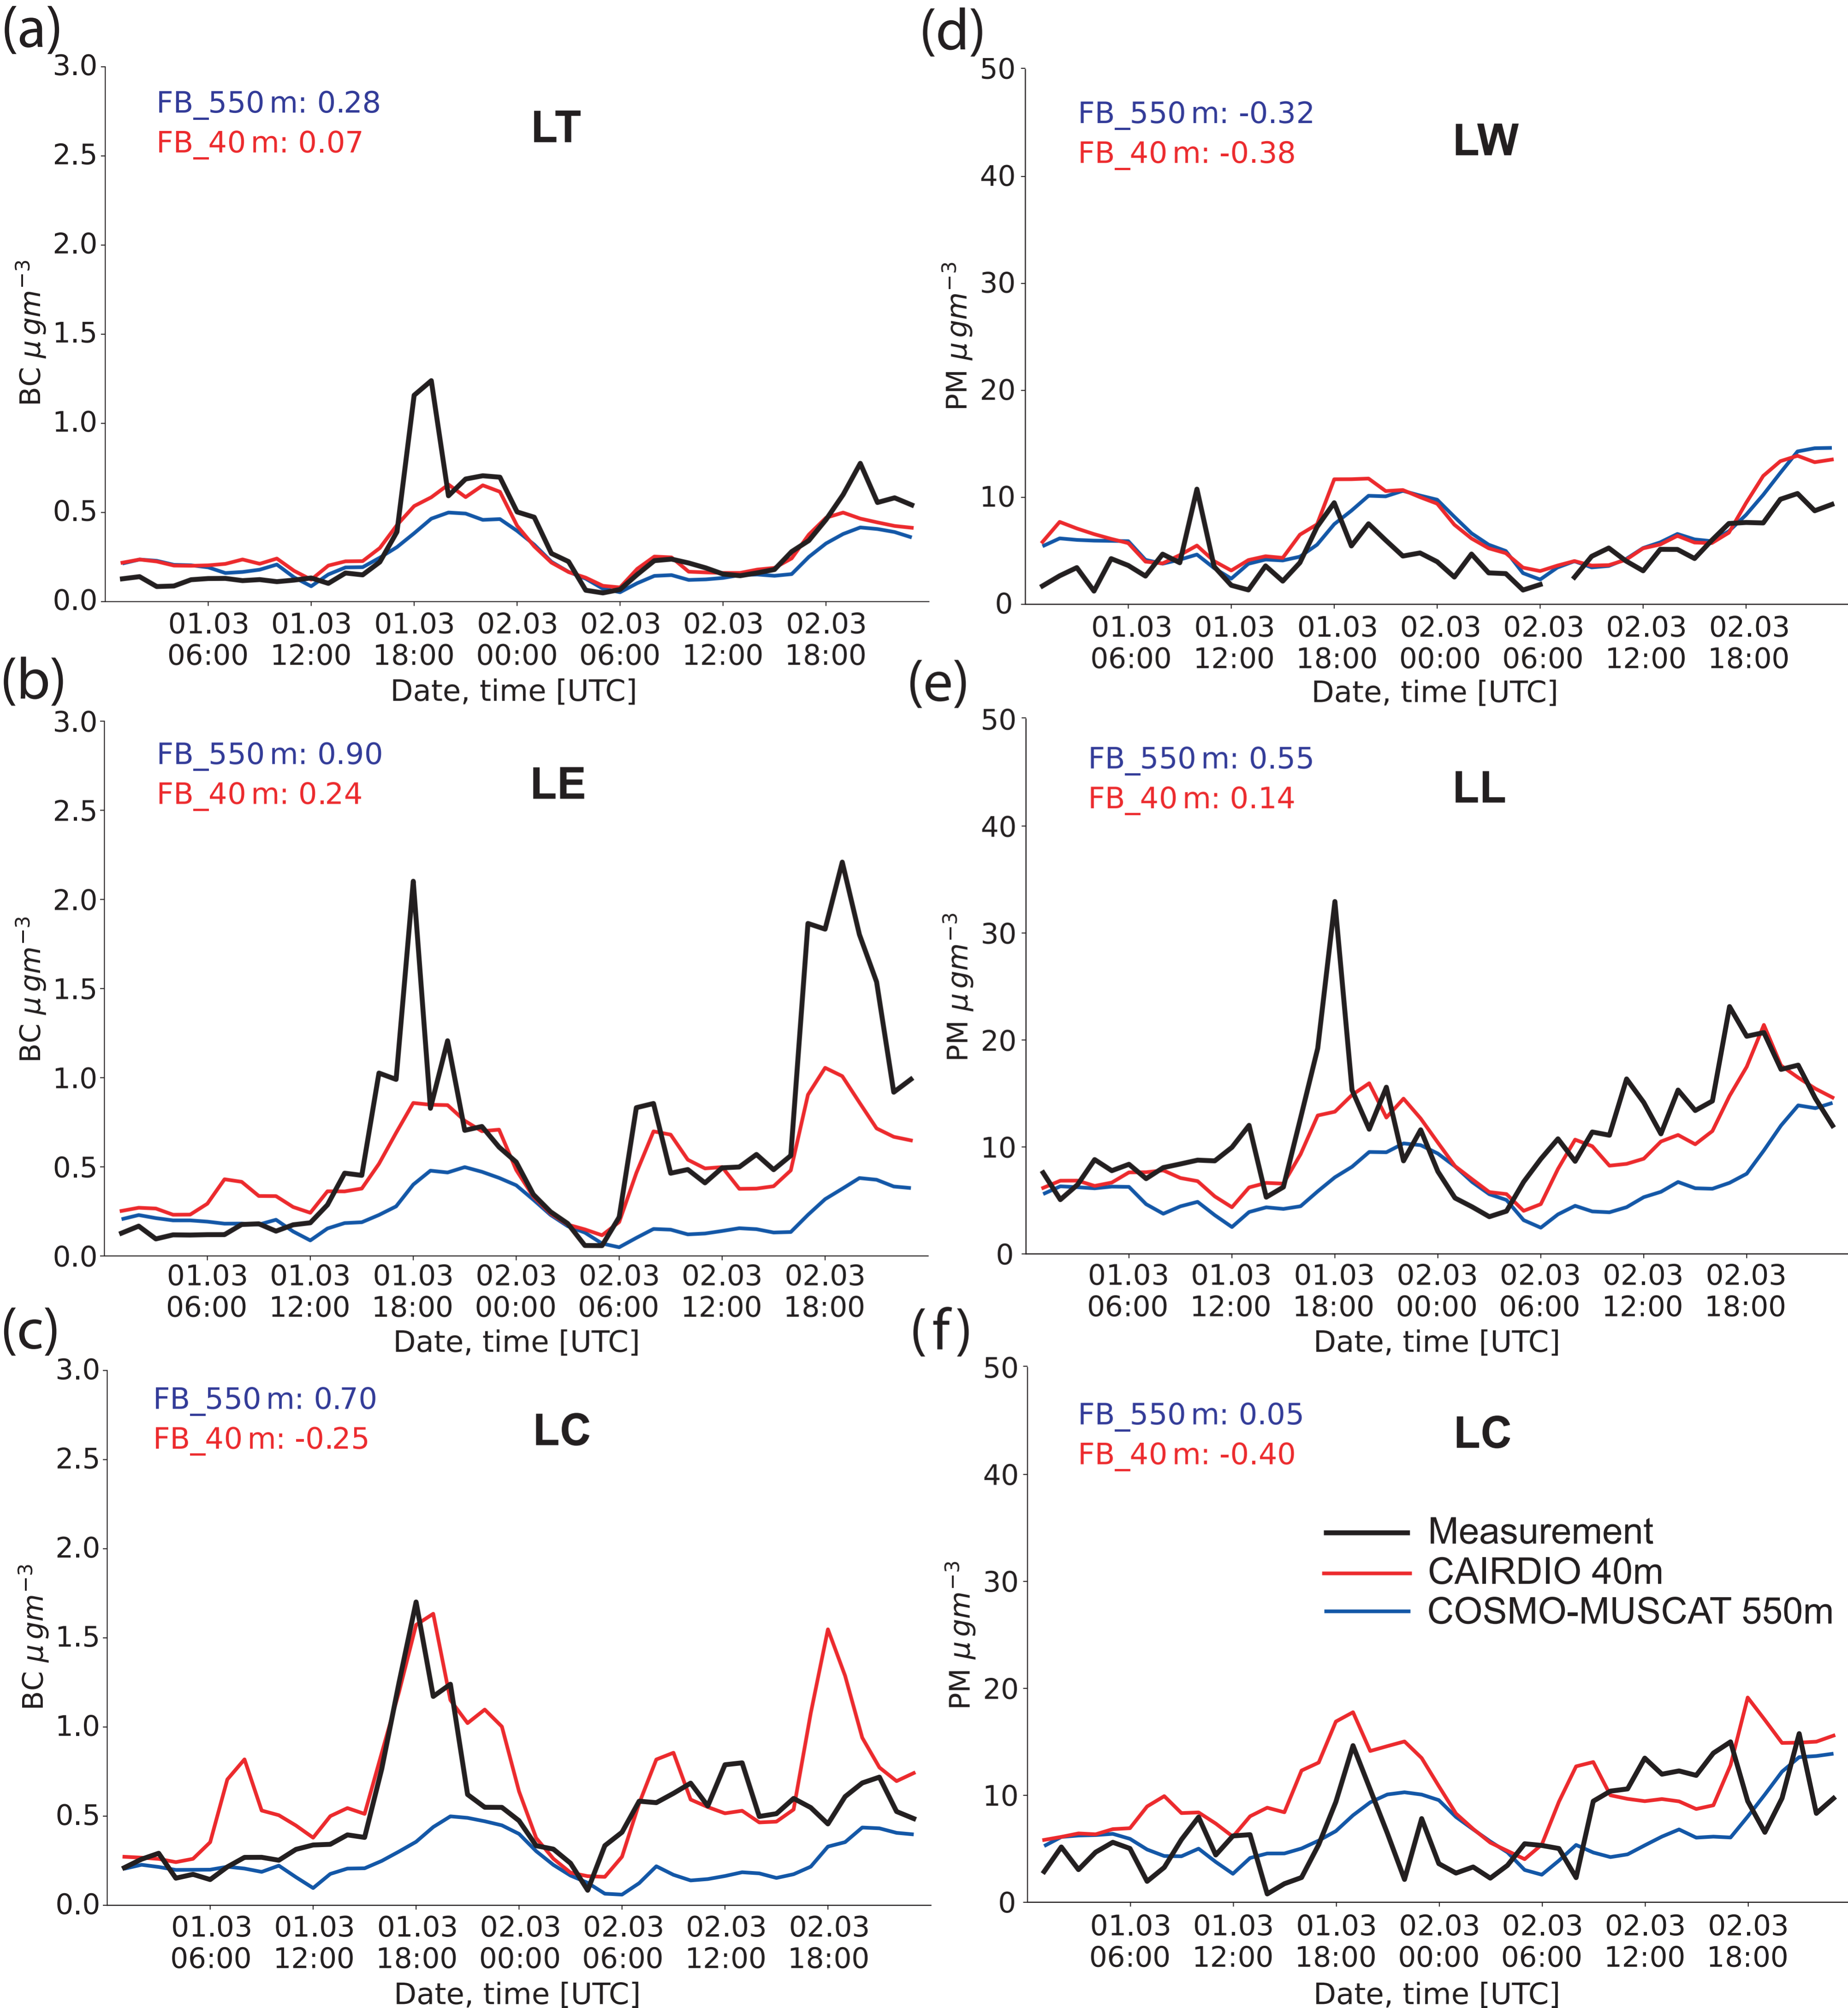 (a)
3.0
2.5
2.0
1.5
1.0
0.5
0.0
BC μgm⁻³
FB_550 m: 0.28
FB_40 m: 0.07
LT
01.03 01.03 01.03 02.03 02.03 02.03 02.03
06:00 12:00 18:00 00:00 06:00 12:00 18:00
Date, time [UTC]
(b)
3.0
2.5
2.0
1.5
1.0
0.5
0.0
BC μgm⁻³
FB_550 m: 0.90
FB_40 m: 0.24
LE
01.03 01.03 01.03 02.03 02.03 02.03 02.03
06:00 12:00 18:00 00:00 06:00 12:00 18:00
Date, time [UTC]
(c)
3.0
2.5
2.0
1.5
1.0
0.5
0.0
BC μgm⁻³
FB_550 m: 0.70
FB_40 m: -0.25
LC
01.03 01.03 01.03 02.03 02.03 02.03 02.03
06:00 12:00 18:00 00:00 06:00 12:00 18:00
Date, time [UTC]
(d)
50
40
30
20
10
0
PM μgm⁻³
FB_550 m: -0.32
FB_40 m: -0.38
LW
01.03 01.03 01.03 02.03 02.03 02.03 02.03
06:00 12:00 18:00 00:00 06:00 12:00 18:00
Date, time [UTC]
(e)
50
40
30
20
10
0
PM μgm⁻³
FB_550 m: 0.55
FB_40 m: 0.14
LL
01.03 01.03 01.03 02.03 02.03 02.03 02.03
06:00 12:00 18:00 00:00 06:00 12:00 18:00
Date, time [UTC]
(f)
50
40
30
20
10
0
PM μgm⁻³
FB_550 m: 0.05
FB_40 m: -0.40
LC
Measurement
CAIRDIO 40m
COSMO-MUSCAT 550m
01.03 01.03 01.03 02.03 02.03 02.03 02.03
06:00 12:00 18:00 00:00 06:00 12:00 18:00
Date, time [UTC]